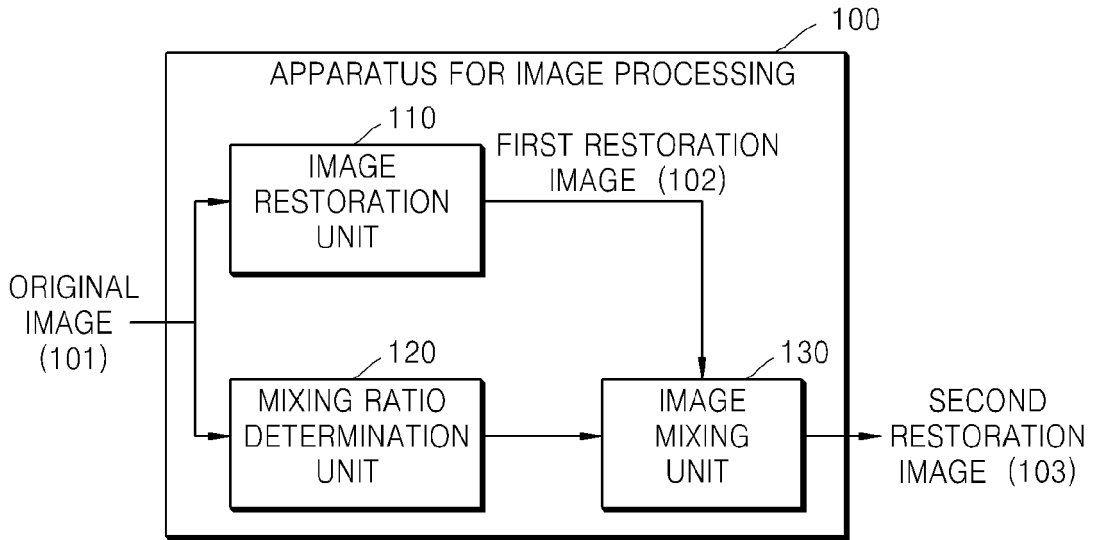 100
APPARATUS FOR IMAGE PROCESSING
110
IMAGE
RESTORATION
UNIT
FIRST RESTORATION
IMAGE (102)
ORIGINAL
IMAGE
(101)
120
MIXING RATIO
DETERMINATION
UNIT
130
IMAGE
MIXING
UNIT
SECOND
RESTORATION
IMAGE (103)